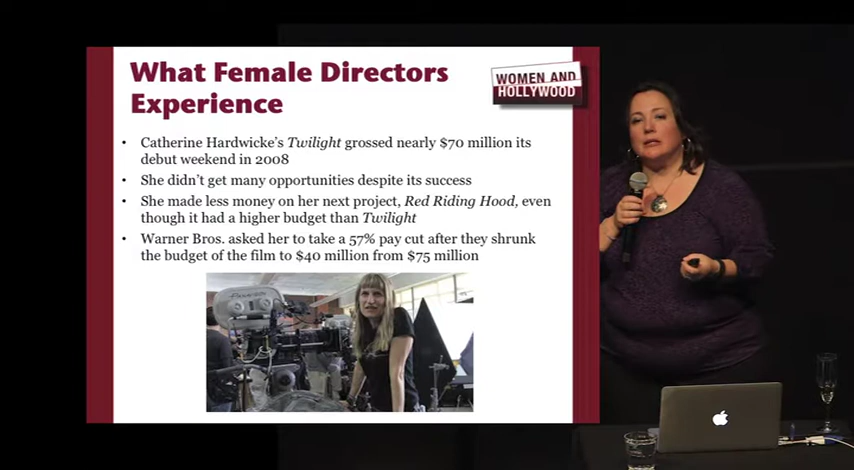 What Female Directors
Experience
WOMEN AND
HOLLYWOOD
• Catherine Hardwicke’s Twilight grossed nearly $70 million its
debut weekend in 2008
• She didn’t get many opportunities despite its success
• She made less money on her next project, Red Riding Hood, even
though it had a higher budget than Twilight
• Warner Bros. asked her to take a 57% pay cut after they shrunk
the budget of the film to $40 million from $75 million